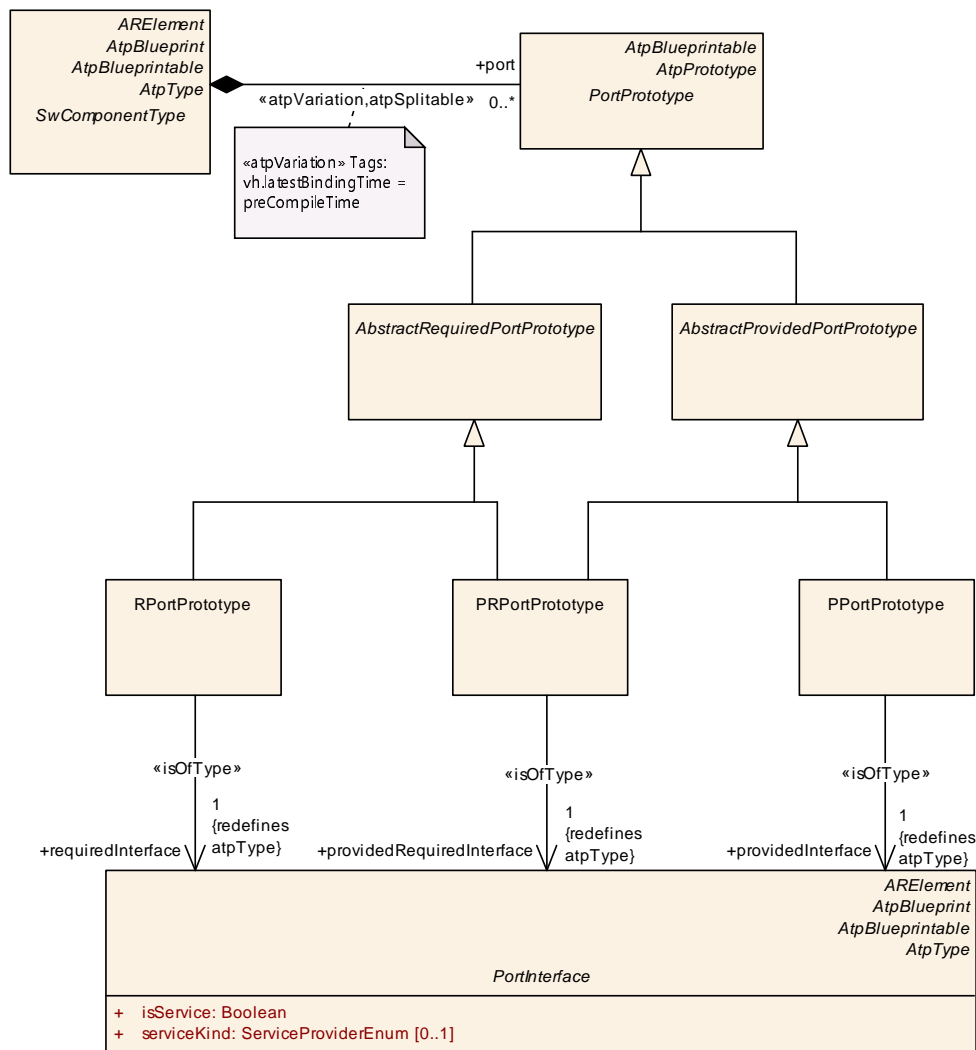 ARElement
AtpBlueprint
AtpBlueprintable
AtpType
SwComponentType
+port
«atpVariation,atpSplitable» 0..*
AtpBlueprintable
AtpPrototype
PortPrototype
«atpVariation» Tags:
vh.latestBindingTime =
preCompileTime
AbstractRequiredPortPrototype
AbstractProvidedPortPrototype
RPortPrototype
PRPortPrototype
PPortPrototype
«isOfType»
«isOfType»
«isOfType»
+requiredInterface
1
{redefines
atpType}
+providedRequiredInterface
1
{redefines
atpType}
+providedInterface
1
{redefines
atpType}
ARElement
AtpBlueprint
AtpBlueprintable
AtpType
PortInterface
+ isService: Boolean
+ serviceKind: ServiceProviderEnum [0..1]